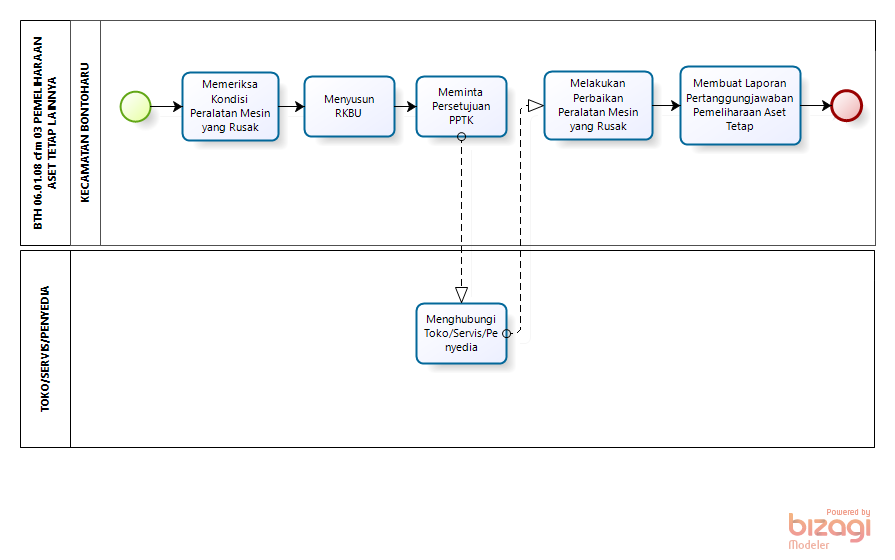 BTH 06.01.08 cfm 03 PEMELIHARAAN
ASET TETAP LAINNYA
KECAMATAN BONTOHARU
Memeriksa
Kondisi
Peralatan Mesin
yang Rusak
Menyusun
RKBU
Meminta
Persetujuan
PPTK
Melakukan
Perbaikan
Peralatan Mesin
yang Rusak
Membuat Laporan
Pertanggungjawaban
Pemeliharaan Aset
Tetap
TOKO/SERVIS/PENYEDIA
Menghubungi
Toko/Servis/Pe
nyedia
Powered by
bizagi
Modeler